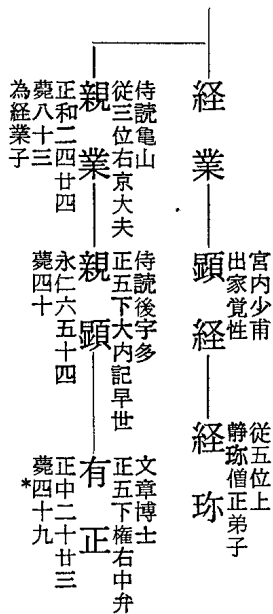 経業
顕経
宮内少甫
出家覚性
経珎
従五位上
静珎僧正弟子
親業
侍読亀山
従三位右京大夫
正和二四廿四
薨八十三
為経業子
親顕
侍読後宇多
正五下大内記早世
永仁六五十四
薨四十
有正
文章博士
正五下権右中弁
正中二十廿三
薨四十九*